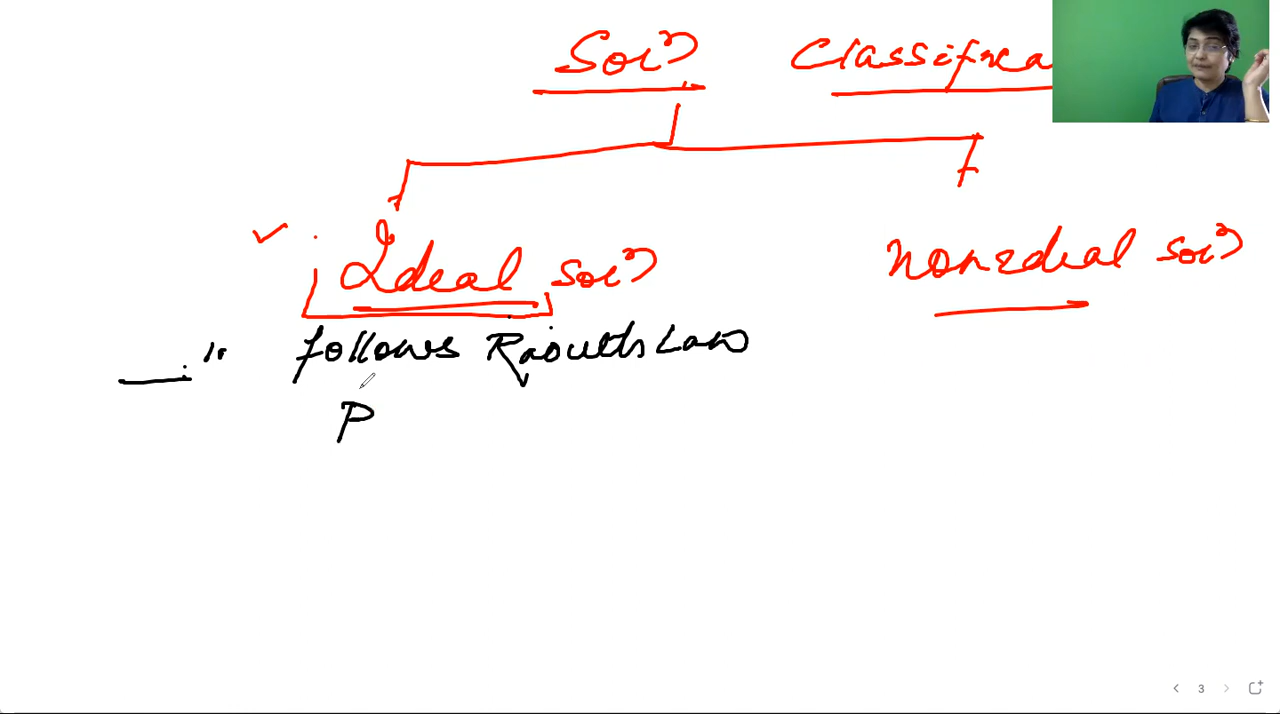 Solⁿ Classifica
Ideal Solⁿ
nonideal Solⁿ
1. follows Raoults Law
P
3